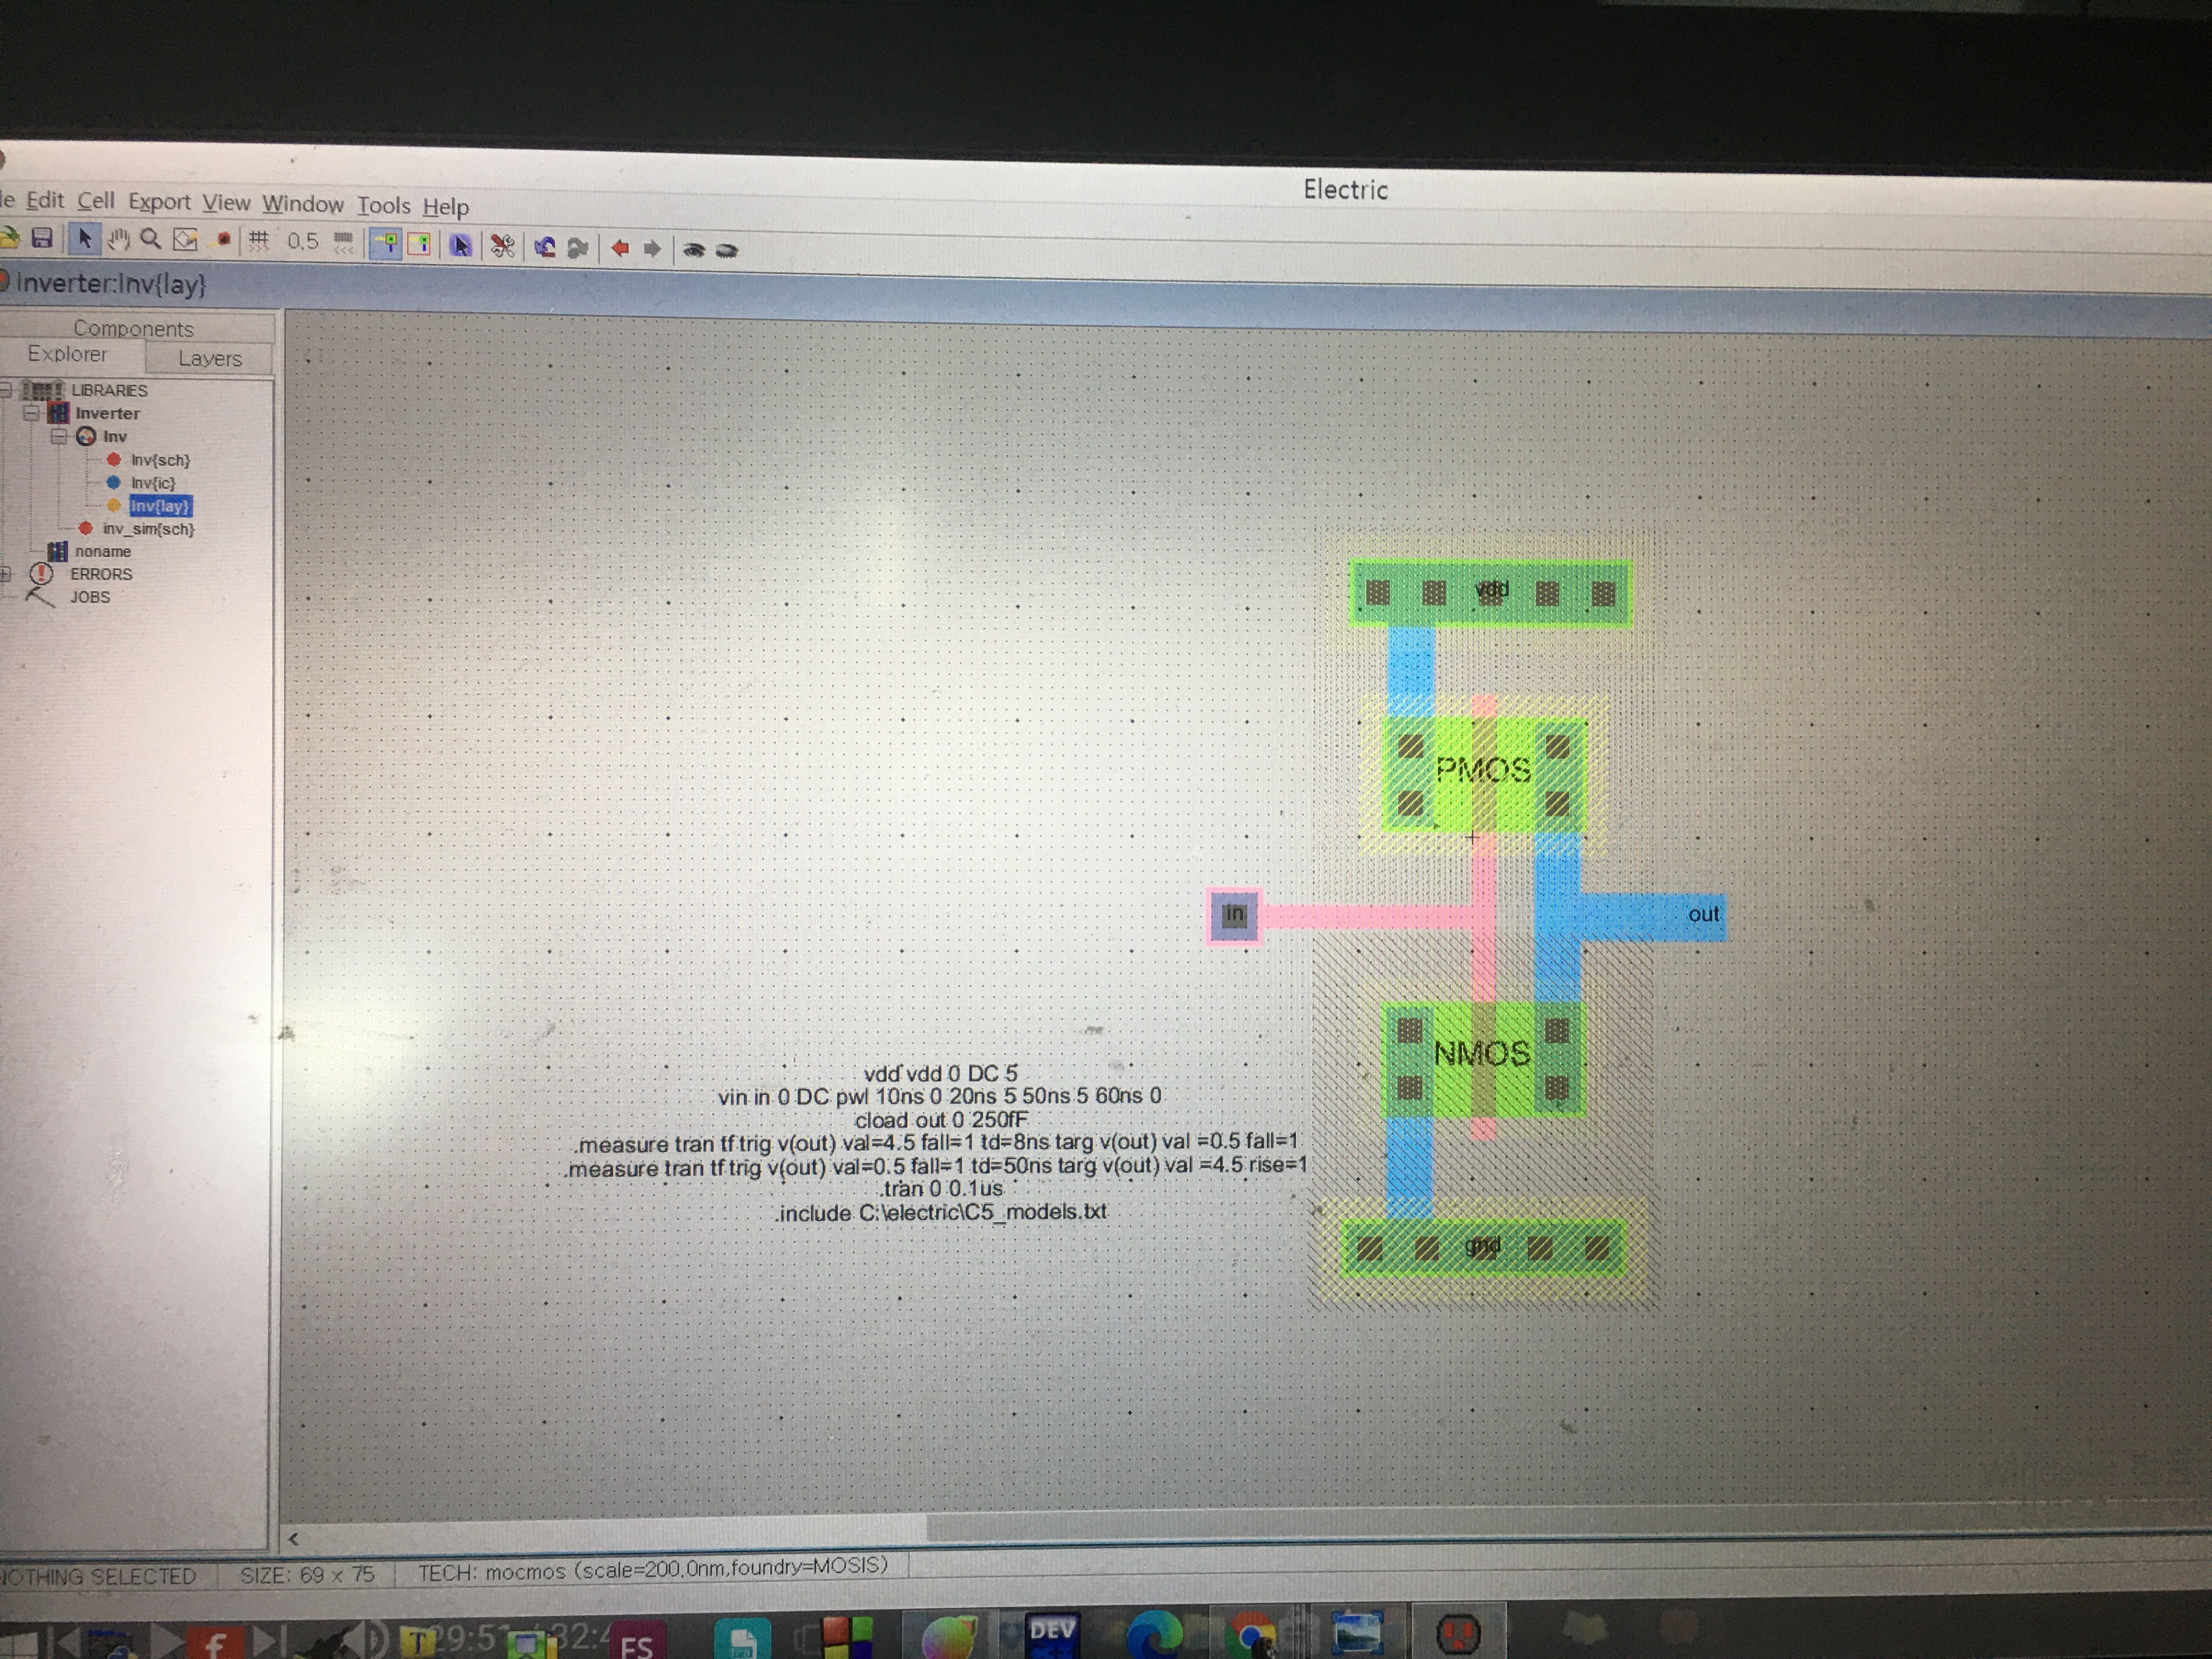 Electric
Edit Cell Export View Window Tools Help
0.5
Inverter:Inv{lay}
Components
Explorer Layers
LIBRARIES
Inverter
Inv
Inv{sch}
Inv{ic}
Inv{lay}
inv_sim{sch}
noname
ERRORS
JOBS
vdd
PMOS
in
out
NMOS
gnd
vdd vdd 0 DC 5
vin in 0 DC pwl 10ns 0 20ns 5 50ns 5 60ns 0
cload out 0 250fF
.measure tran tf trig v(out) val=4.5 fall=1 td=8ns targ v(out) val =0.5 fall=1
.measure tran tf trig v(out) val=0.5 fall=1 td=50ns targ v(out) val =4.5 rise=1
.tran 0 0.1us
.include C:\electric\C5_models.txt
NOTHING SELECTED SIZE: 69 x 75 TECH: mocmos (scale=200.0nm,foundry=MOSIS)
T
ES
DEV